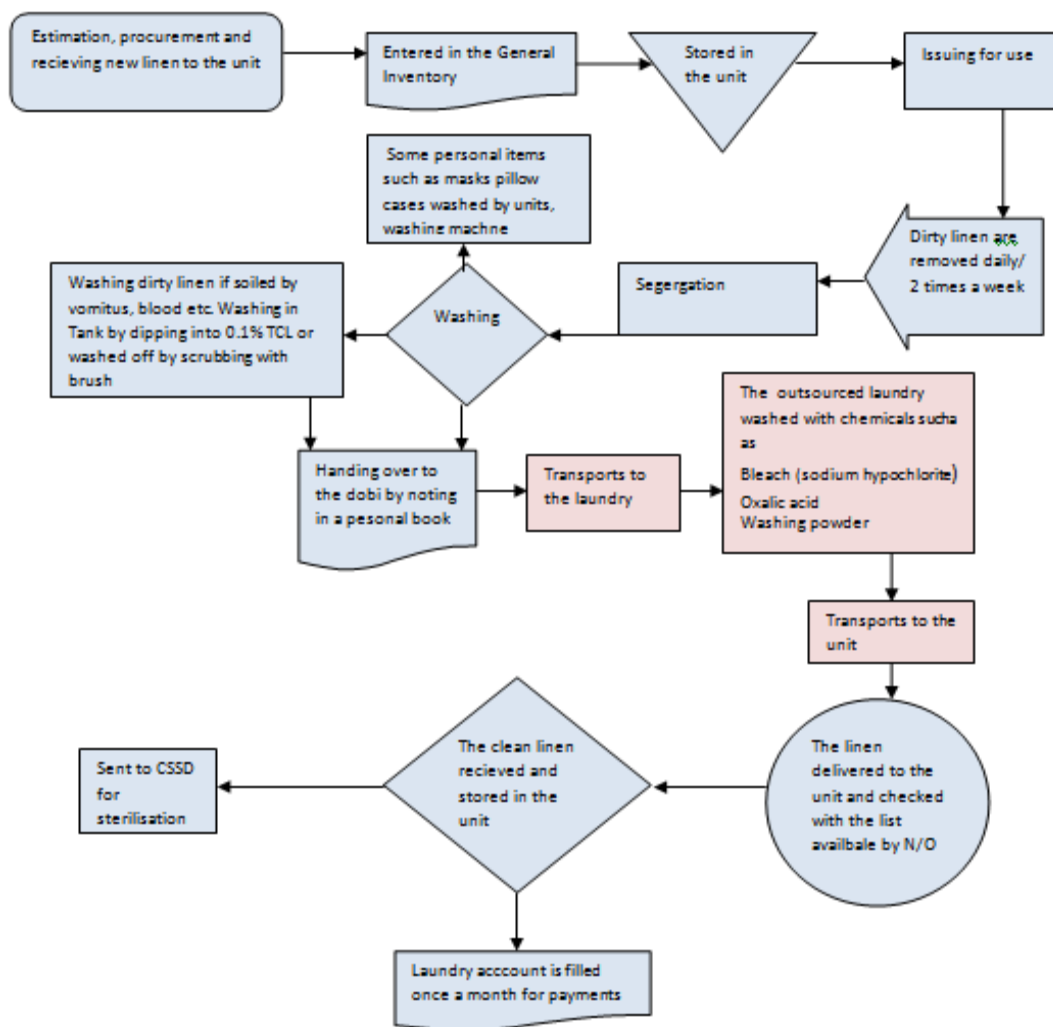 Estimation, procurement and
recieving new linen to the unit
Entered in the General
Inventory
Stored in
the unit
Issuing for use
Some personal items
such as masks pillow
cases washed by units,
washing machne
Dirty linen are
removed daily/
2 times a week
Segergation
Washing
Washing dirty linen if soiled by
vomitus, blood etc. Washing in
Tank by dipping into 0.1% TCL or
washed off by scrubbing with
brush
Handing over to
the dobi by noting
in a pesonal book
Transports to
the laundry
The outsourced laundry
washed with chemicals sucha
as
Bleach (sodium hypochlorite)
Oxalic acid
Washing powder
Transports to the
unit
The linen
delivered to the
unit and checked
with the list
availbale by N/O
The clean linen
recieved and
stored in the
unit
Sent to CSSD
for
sterilisation
Laundry acccount is filled
once a month for payments